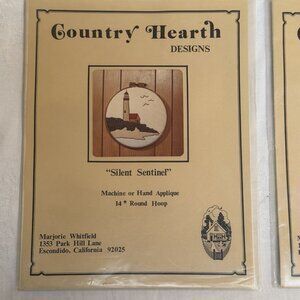 Country Hearth
DESIGNS
"Silent Sentinel"
Machine or Hand Applique
14" Round Hoop
Marjorie Whitfield
1353 Park Hill Lane
Escondido, California 92025